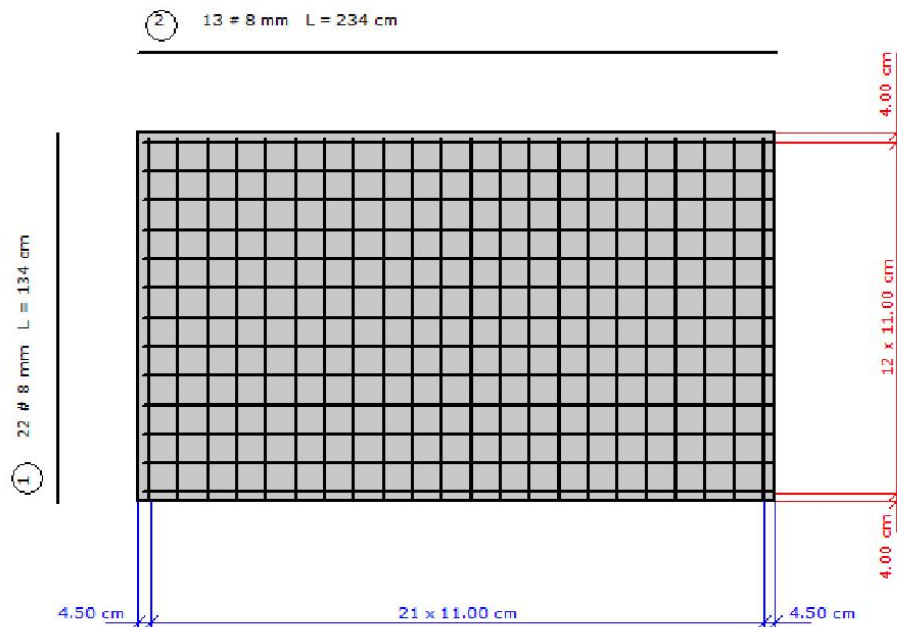 2 13 # 8 mm L = 234 cm
4.00 cm
1 22 # 8 mm L = 134 cm
12 x 11.00 cm
4.00 cm
4.50 cm 21 x 11.00 cm 4.50 cm